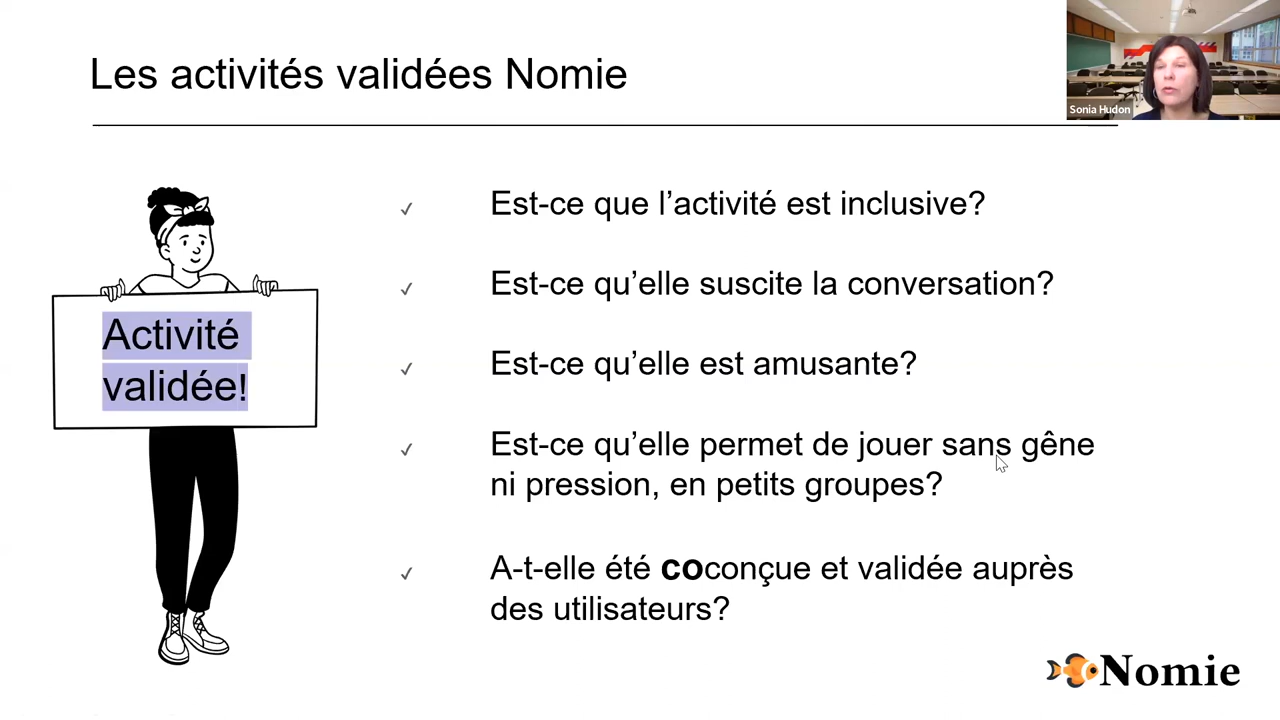 Les activités validées Nomie
Sonia Hudon
Activité
validée!
✓ Est-ce que l’activité est inclusive?
✓ Est-ce qu’elle suscite la conversation?
✓ Est-ce qu’elle est amusante?
✓ Est-ce qu’elle permet de jouer sans gêne
ni pression, en petits groupes?
✓ A-t-elle été coconçue et validée auprès
des utilisateurs?
Nomie